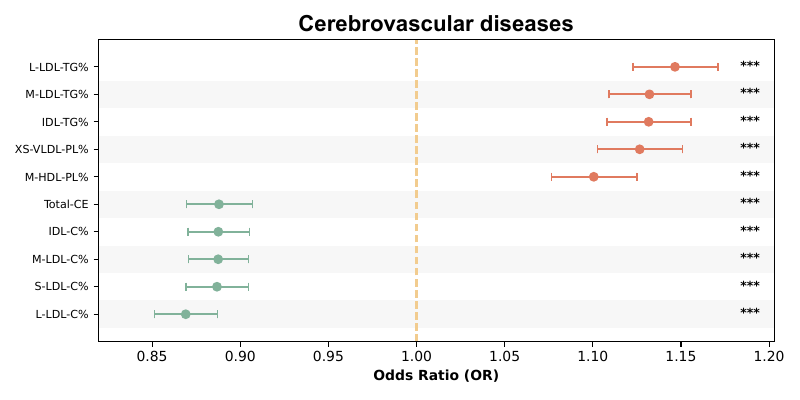 Cerebrovascular diseases
L-LDL-TG% ***
M-LDL-TG% ***
IDL-TG% ***
XS-VLDL-PL% ***
M-HDL-PL% ***
Total-CE ***
IDL-C% ***
M-LDL-C% ***
S-LDL-C% ***
L-LDL-C% ***
0.85 0.90 0.95 1.00 1.05 1.10 1.15 1.20
Odds Ratio (OR)